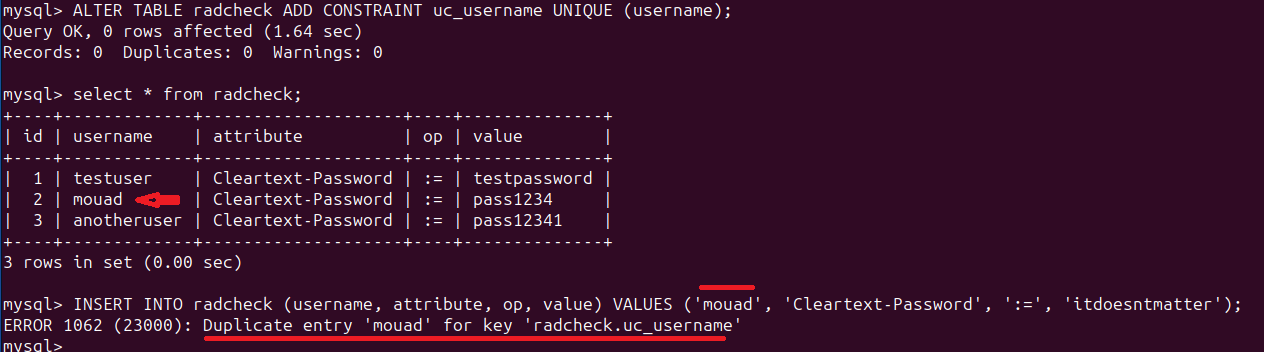 mysql> ALTER TABLE radcheck ADD CONSTRAINT uc_username UNIQUE (username);
Query OK, 0 rows affected (1.64 sec)
Records: 0  Duplicates: 0  Warnings: 0

mysql> select * from radcheck;
+----+-------------+--------------------+----+--------------+
| id | username    | attribute          | op | value        |
+----+-------------+--------------------+----+--------------+
|  1 | testuser    | Cleartext-Password | := | testpassword |
|  2 | mouad       | Cleartext-Password | := | pass1234     |
|  3 | anotheruser | Cleartext-Password | := | pass12341    |
+----+-------------+--------------------+----+--------------+
3 rows in set (0.00 sec)

mysql> INSERT INTO radcheck (username, attribute, op, value) VALUES ('mouad', 'Cleartext-Password', ':=', 'itdoesntmatter');
ERROR 1062 (23000): Duplicate entry 'mouad' for key 'radcheck.uc_username'
mysql>